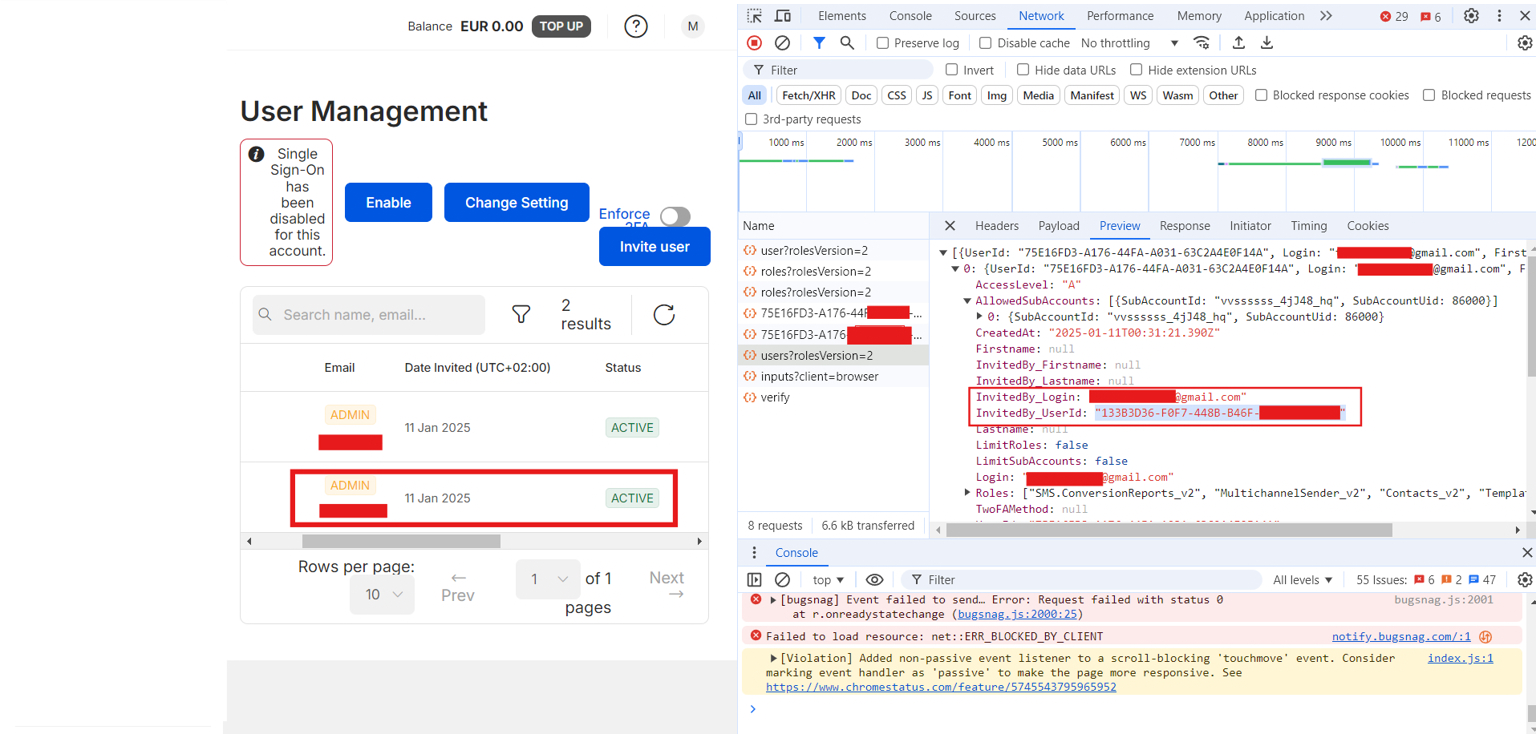 Balance EUR 0.00 TOP UP ? M
User Management
i Single
Sign-On
has
been
disabled
for this
account.
Enable
Change Setting
Enforce
2FA
Invite user
Search name, email...
2
results
Email Date Invited (UTC+02:00) Status
ADMIN
11 Jan 2025 ACTIVE
ADMIN
11 Jan 2025 ACTIVE
Rows per page:
10
← Prev
1
of 1
pages
Next →
Elements Console Sources Network Performance Memory Application 29 6
Preserve log Disable cache No throttling
Filter Invert Hide data URLs Hide extension URLs
All Fetch/XHR Doc CSS JS Font Img Media Manifest WS Wasm Other Blocked response cookies Blocked requests
3rd-party requests
1000 ms 2000 ms 3000 ms 4000 ms 5000 ms 6000 ms 7000 ms 8000 ms 9000 ms 10000 ms 11000 ms 1200
Name
user?rolesVersion=2
roles?rolesVersion=2
roles?rolesVersion=2
75E16FD3-A176-44F -...
75E16FD3-A176- -...
users?rolesVersion=2
inputs?client=browser
verify
8 requests 6.6 kB transferred
Headers Payload Preview Response Initiator Timing Cookies
[{UserId: "75E16FD3-A176-44FA-A031-63C2A4E0F14A", Login: " @gmail.com", First
0: {UserId: "75E16FD3-A176-44FA-A031-63C2A4E0F14A", Login: " @gmail.com", F
AccessLevel: "A"
AllowedSubAccounts: [{SubAccountId: "vvssssss_4jJ48_hq", SubAccountUid: 86000}]
0: {SubAccountId: "vvssssss_4jJ48_hq", SubAccountUid: 86000}
CreatedAt: "2025-01-11T00:31:21.390Z"
Firstname: null
InvitedBy_Firstname: null
InvitedBy_Lastname: null
InvitedBy_Login: @gmail.com"
InvitedBy_UserId: "133B3D36-F0F7-448B-B46F- "
Lastname: null
LimitRoles: false
LimitSubAccounts: false
Login: " @gmail.com"
Roles: ["SMS.ConversionReports_v2", "MultichannelSender_v2", "Contacts_v2", "Templat
TwoFAMethod: null
Console
top Filter All levels 55 Issues: 6 2 47
[bugsnag] Event failed to send… Error: Request failed with status 0 bugsnag.js:2001
at r.onreadystatechange (bugsnag.js:2000:25)
Failed to load resource: net::ERR_BLOCKED_BY_CLIENT notify.bugsnag.com/:1
[Violation] Added non-passive event listener to a scroll-blocking 'touchmove' event. Consider index.js:1
marking event handler as 'passive' to make the page more responsive. See
https://www.chromestatus.com/feature/5745543795965952